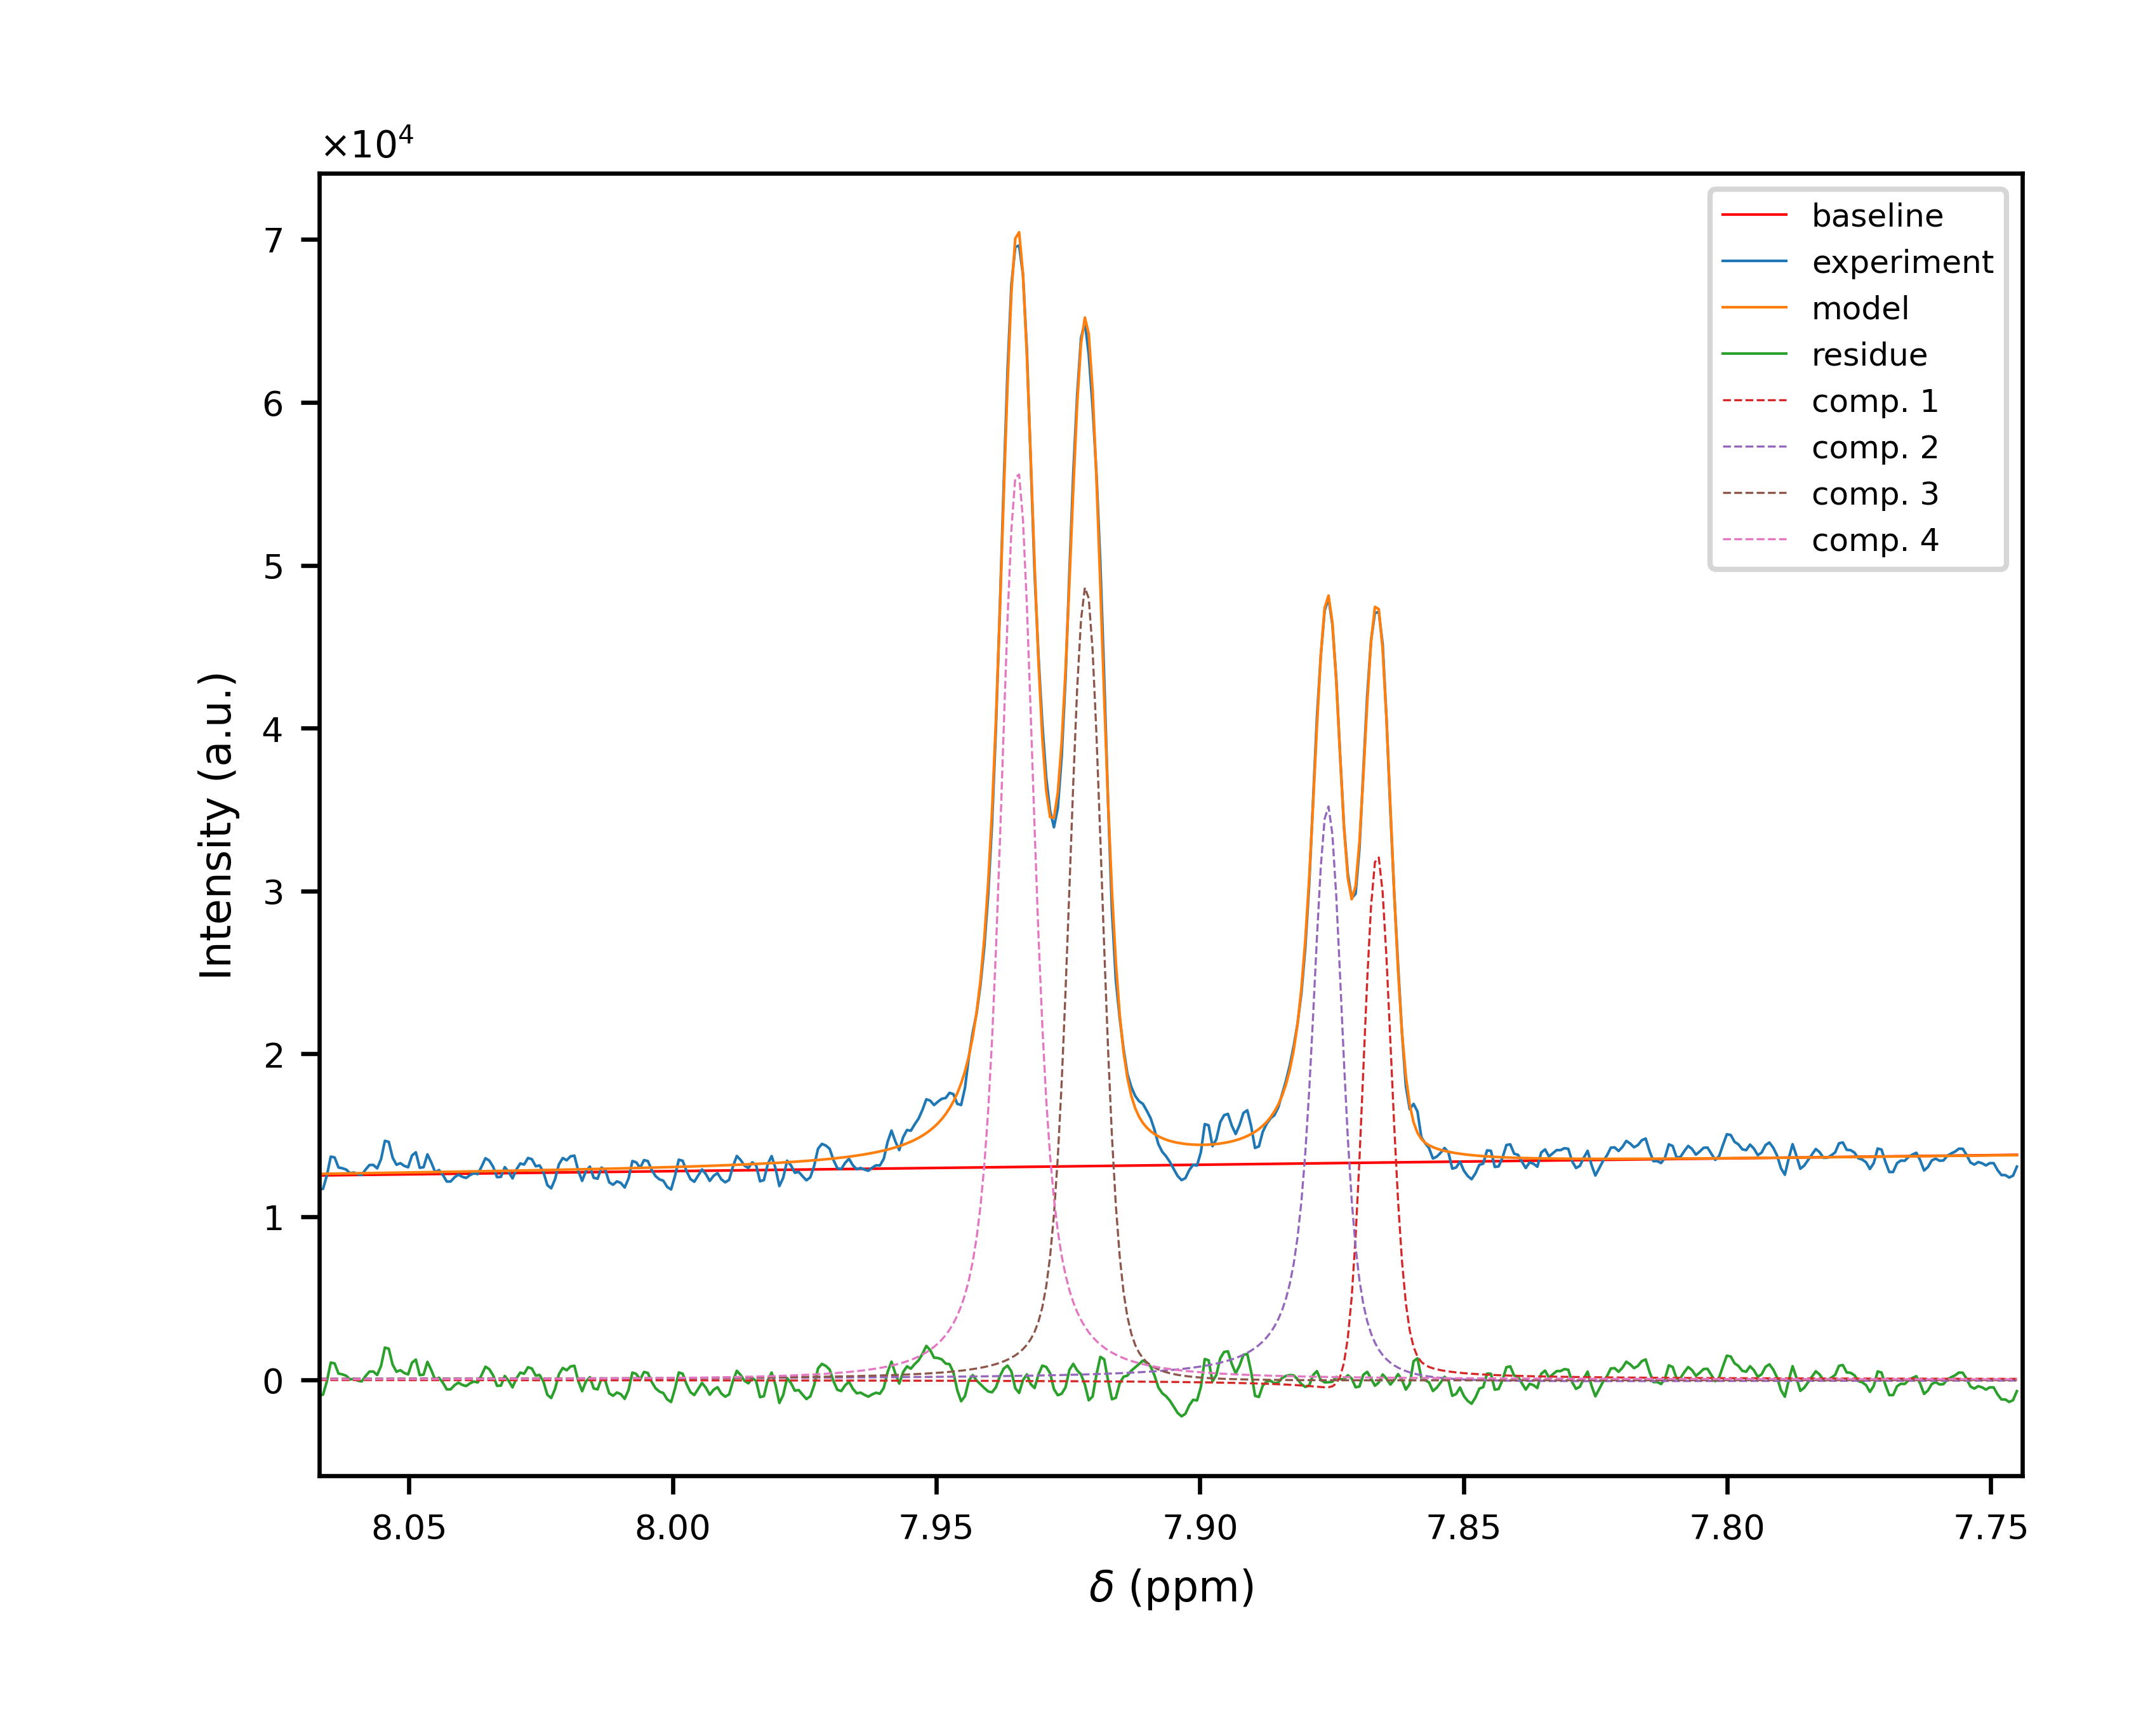 ×10⁴
7
6
5
4
3
2
1
0
Intensity (a.u.)
8.05 8.00 7.95 7.90 7.85 7.80 7.75
δ (ppm)
baseline
experiment
model
residue
comp. 1
comp. 2
comp. 3
comp. 4